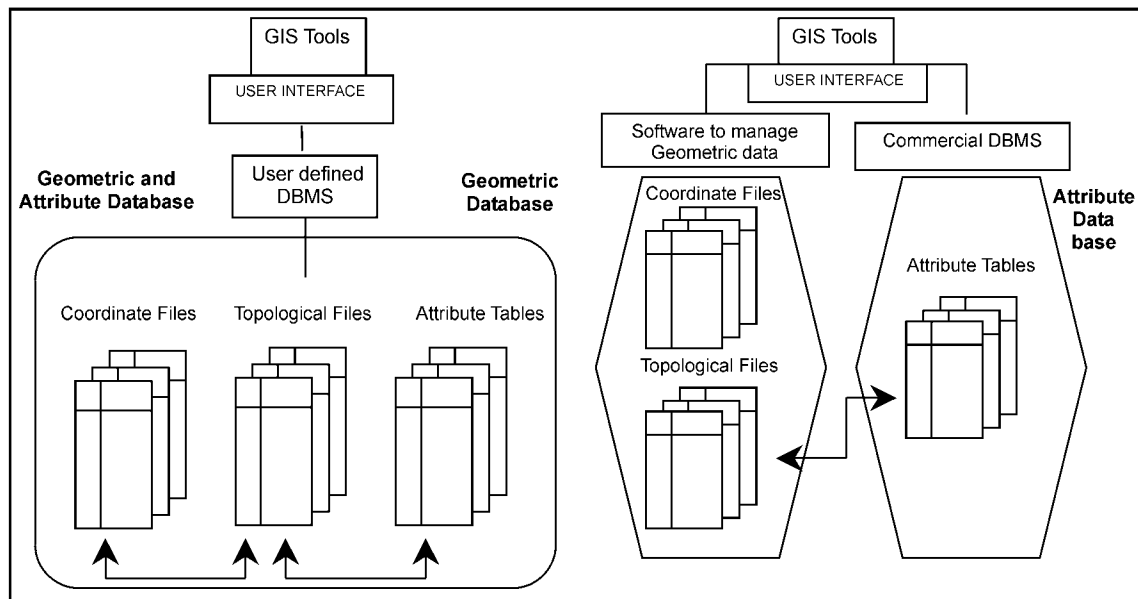 GIS Tools
USER INTERFACE
User defined
DBMS
Geometric and
Attribute Database
Geometric
Database
Coordinate Files
Topological Files
Attribute Tables
GIS Tools
USER INTERFACE
Software to manage
Geometric data
Commercial DBMS
Coordinate Files
Topological Files
Attribute
Data
base
Attribute Tables